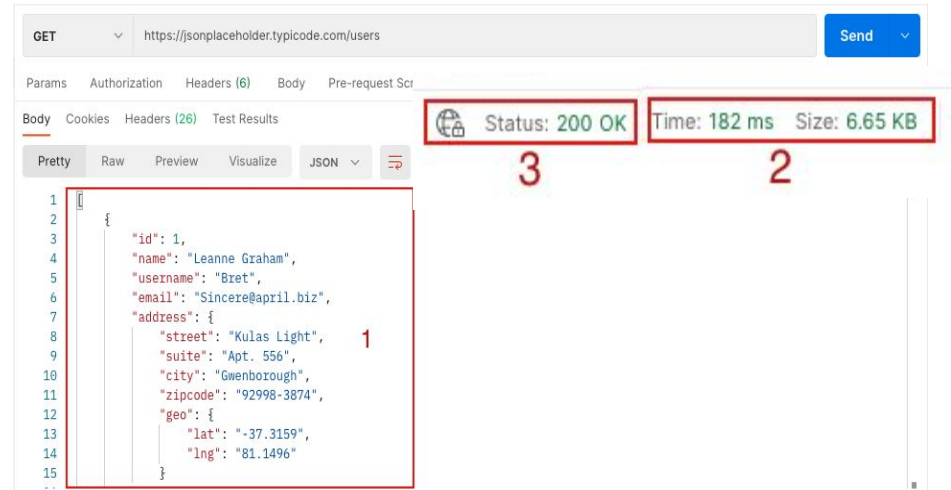 GET https://jsonplaceholder.typicode.com/users Send
Params Authorization Headers (6) Body Pre-request Scr
Body Cookies Headers (26) Test Results
Status: 200 OK Time: 182 ms Size: 6.65 KB
3 2
Pretty Raw Preview Visualize JSON
1 [
2 {
3 "id": 1,
4 "name": "Leanne Graham",
5 "username": "Bret",
6 "email": "Sincere@april.biz",
7 "address": {
8 "street": "Kulas Light", 1
9 "suite": "Apt. 556",
10 "city": "Gwenborough",
11 "zipcode": "92998-3874",
12 "geo": {
13 "lat": "-37.3159",
14 "lng": "81.1496"
15 }